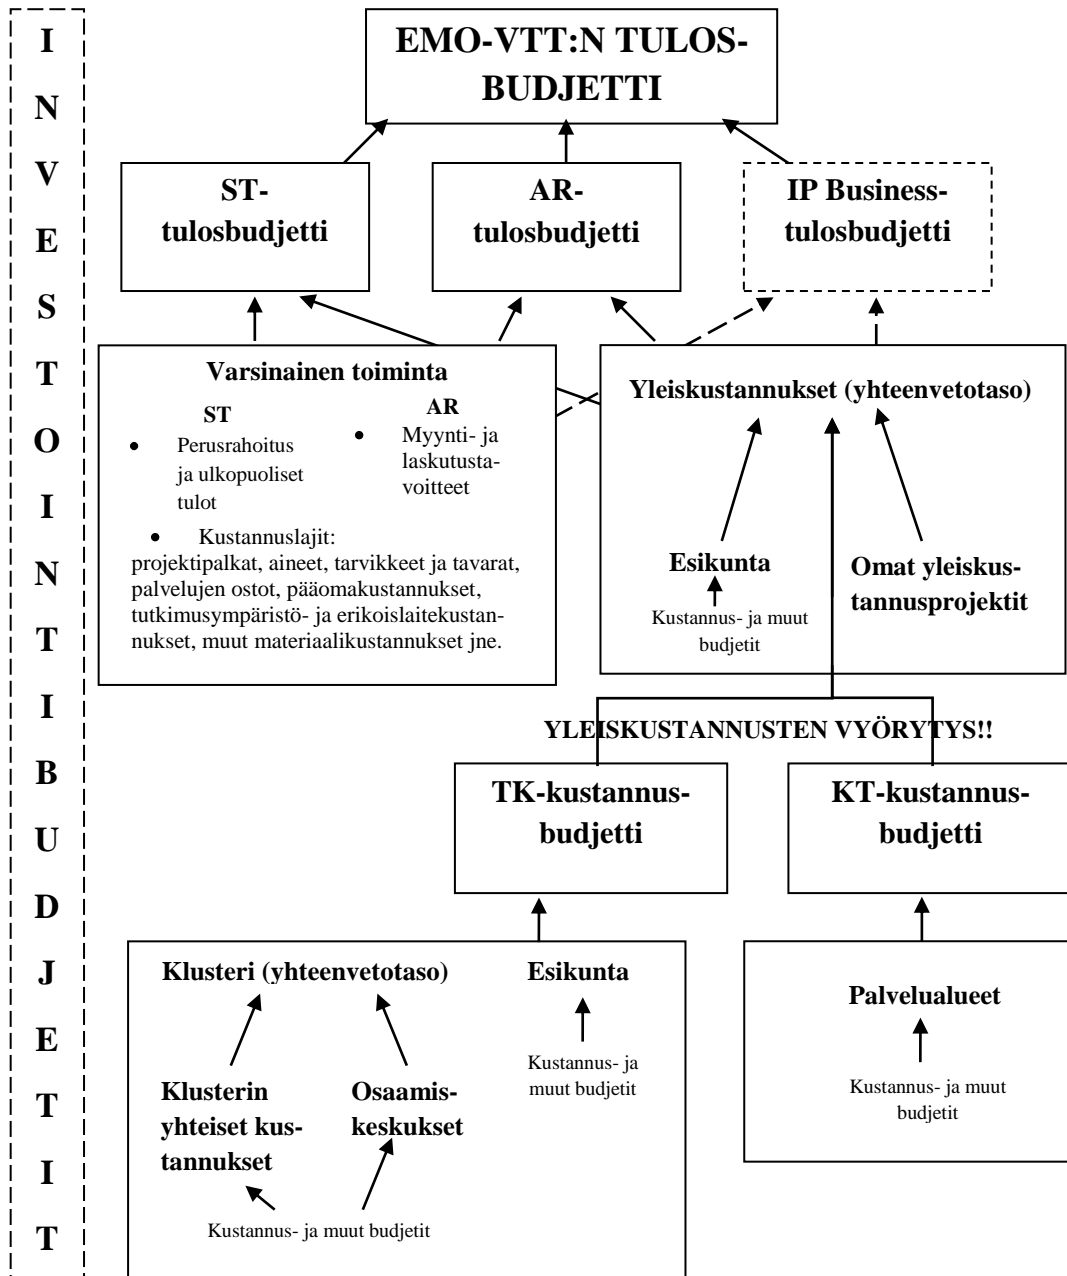 I
N
V
E
S
T
O
I
N
T
I
B
U
D
J
E
T
I
T
EMO-VTT:N TULOS-
BUDJETTI
ST-
tulosbudjetti
AR-
tulosbudjetti
IP Business-
tulosbudjetti
Varsinainen toiminta
ST
• Perusrahoitus
ja ulkopuoliset
tulot
AR
• Myynti- ja
laskutusta-
voitteet
• Kustannuslajit:
projektipalkat, aineet, tarvikkeet ja tavarat,
palvelujen ostot, pääomakustannukset,
tutkimusympäristö- ja erikoislaitekustan-
nukset, muut materiaalikustannukset jne.
Yleiskustannukset (yhteenvetotaso)
Esikunta
Kustannus- ja muut
budjetit
Omat yleiskus-
tannusprojektit
YLEISKUSTANNUSTEN VYÖRYTYS!!
TK-kustannus-
budjetti
KT-kustannus-
budjetti
Klusteri (yhteenvetotaso)
Klusterin
yhteiset kus-
tannukset
Osaamis-
keskukset
Kustannus- ja muut budjetit
Esikunta
Kustannus- ja
muut budjetit
Palvelualueet
Kustannus- ja muut
budjetit